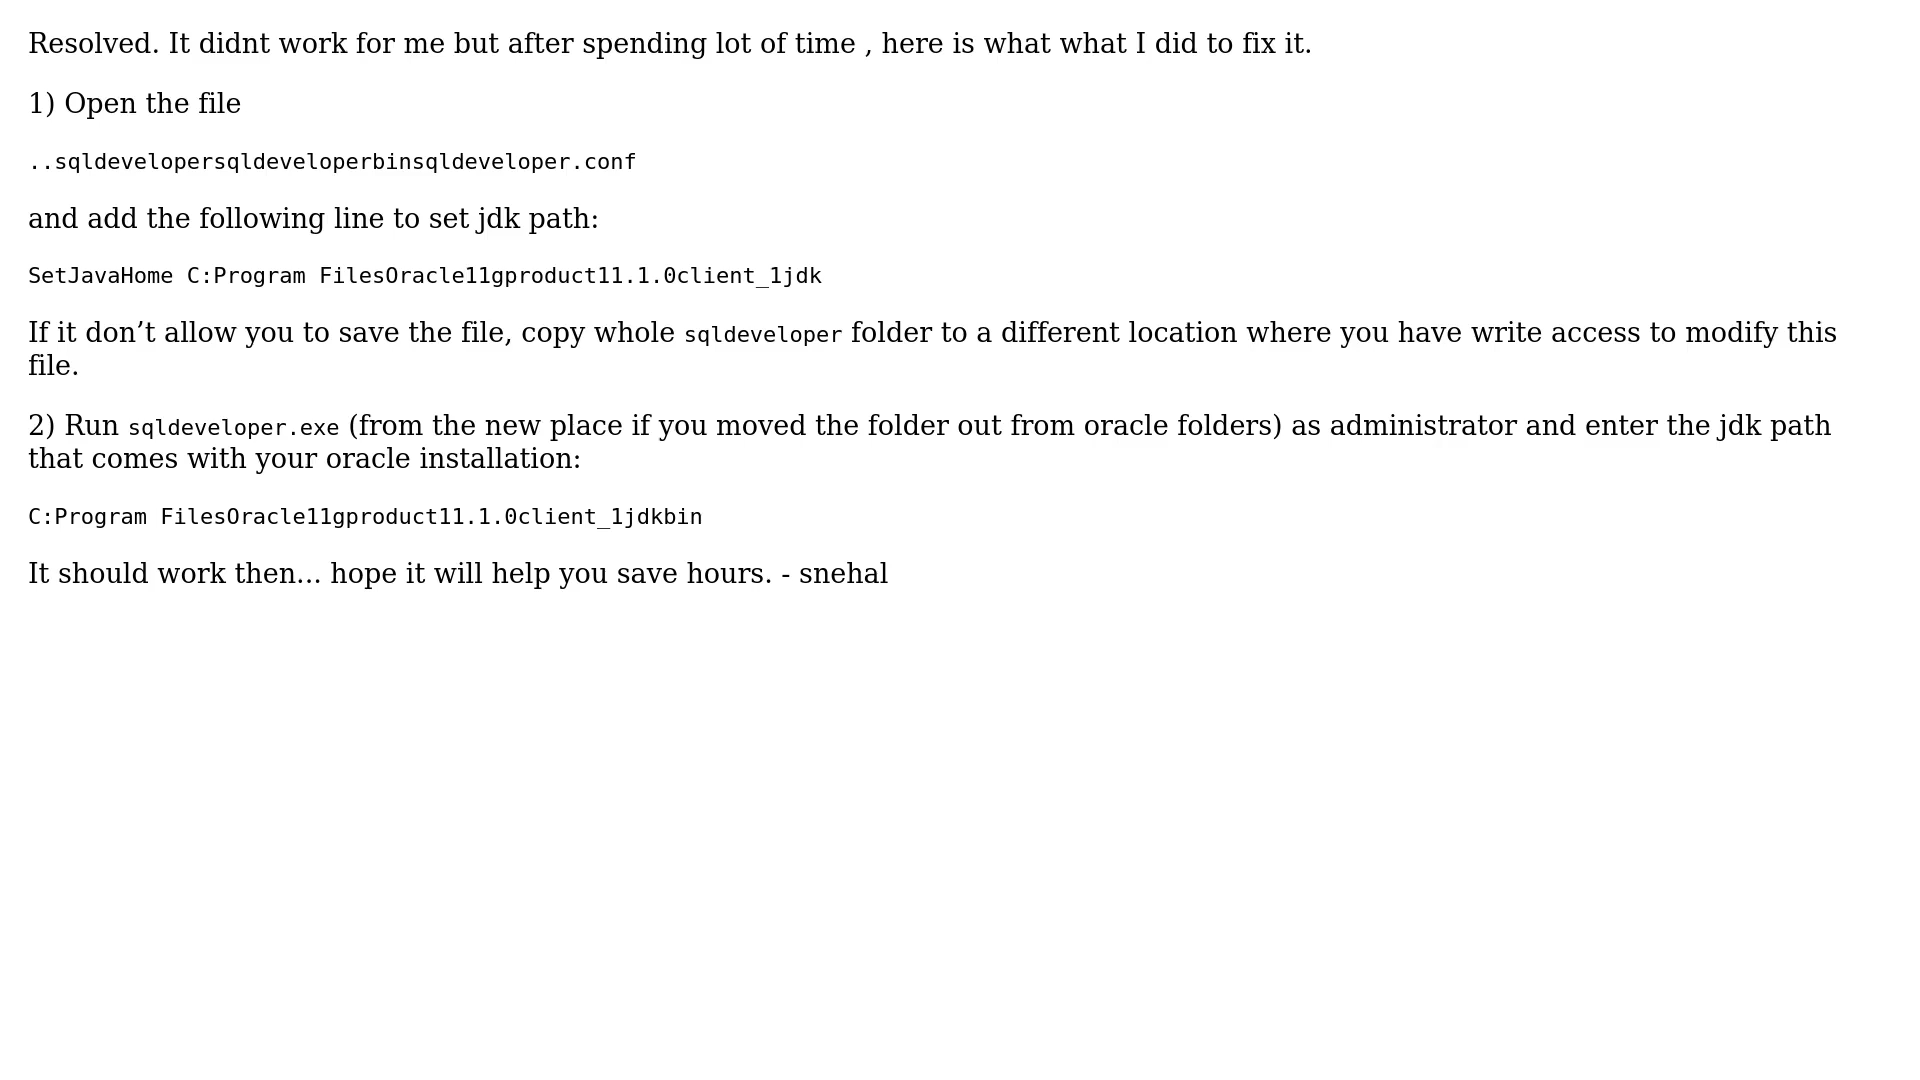 Resolved. It didnt work for me but after spending lot of time , here is what what I did to fix it.
1) Open the file
..sqldevelopersqldeveloperbinsqldeveloper.conf
and add the following line to set jdk path:
SetJavaHome C:Program FilesOracle11gproduct11.1.0client_1jdk
If it don’t allow you to save the file, copy whole sqldeveloper folder to a different location where you have write access to modify this
file.
2) Run sqldeveloper.exe (from the new place if you moved the folder out from oracle folders) as administrator and enter the jdk path
that comes with your oracle installation:
C:Program FilesOracle11gproduct11.1.0client_1jdkbin
It should work then... hope it will help you save hours. - snehal